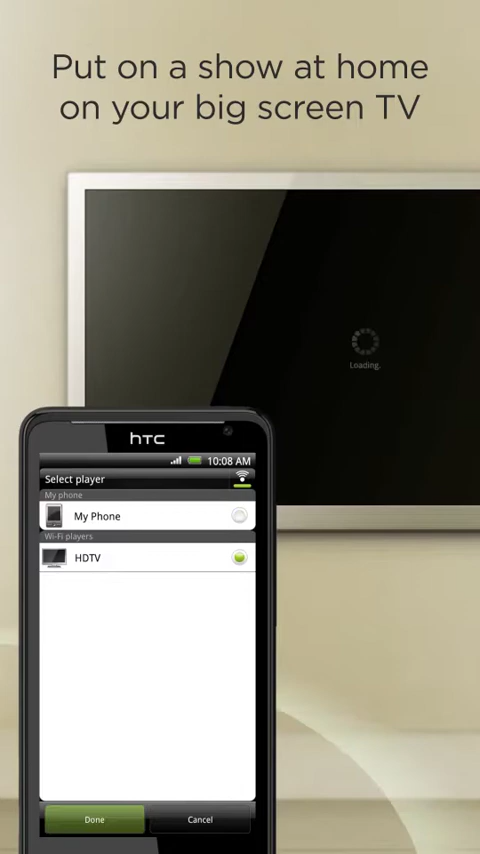 Put on a show at home
on your big screen TV
Loading.
hTC
10:08 AM
Select player
My phone
My Phone
Wi-Fi players
HDTV
Done
Cancel